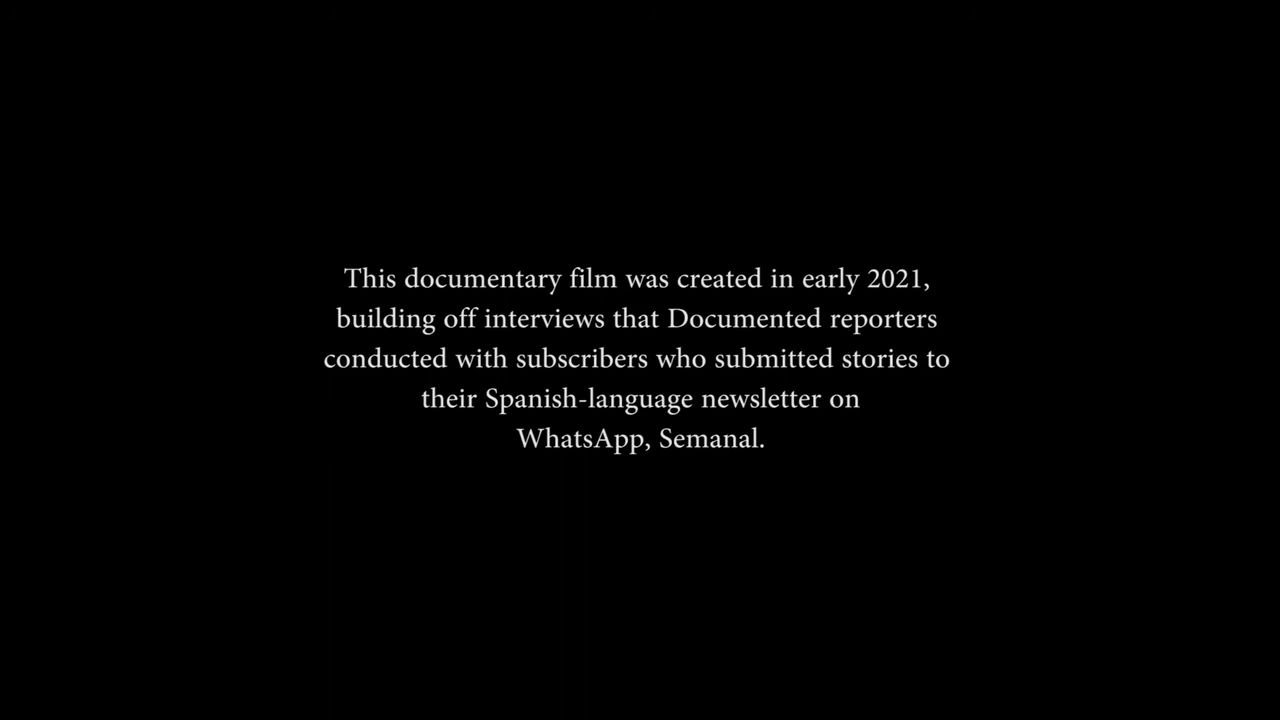 This documentary film was created in early 2021,
building off interviews that Documented reporters
conducted with subscribers who submitted stories to
their Spanish-language newsletter on
WhatsApp, Semanal.